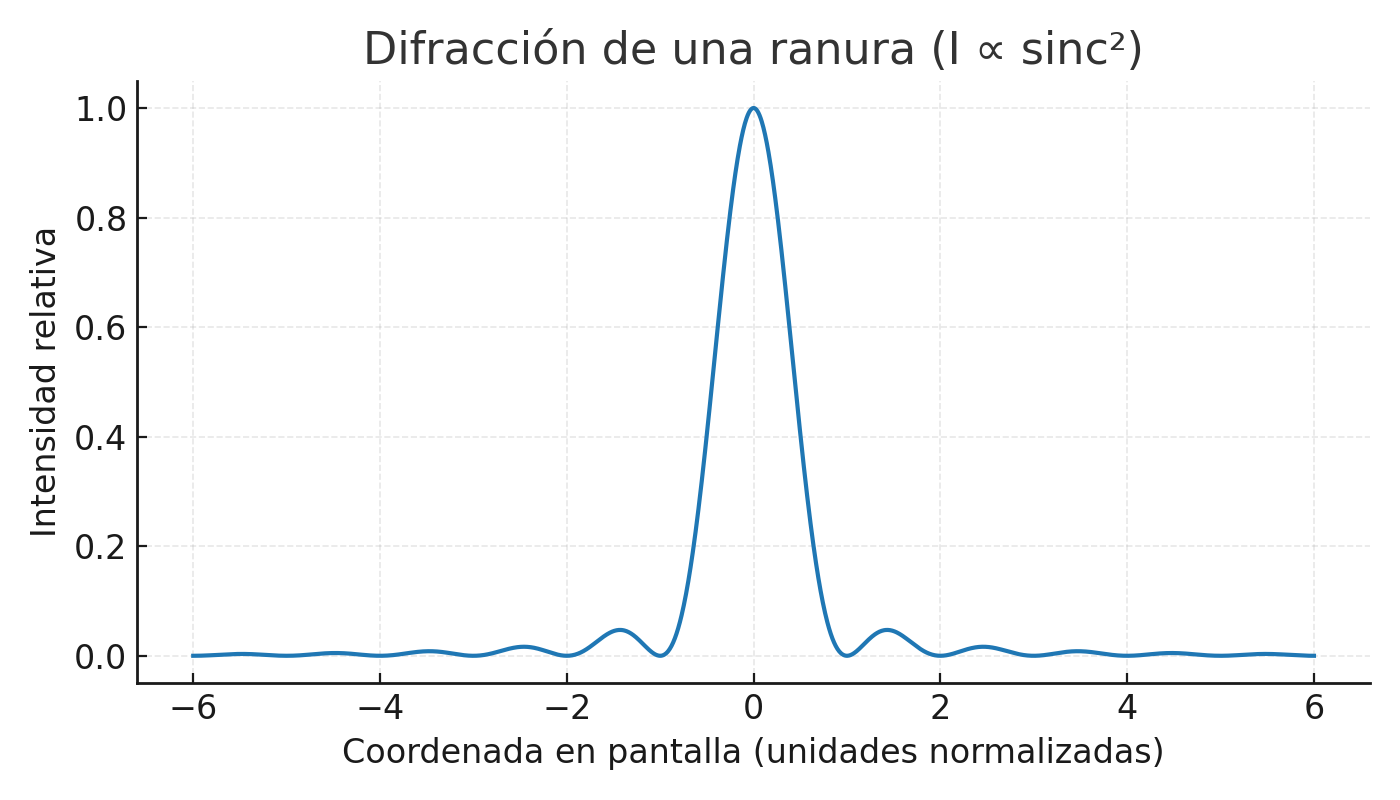 Difracción de una ranura (I ∝ sinc²)
Intensidad relativa
1.0
0.8
0.6
0.4
0.2
0.0
−6 −4 −2 0 2 4 6
Coordenada en pantalla (unidades normalizadas)